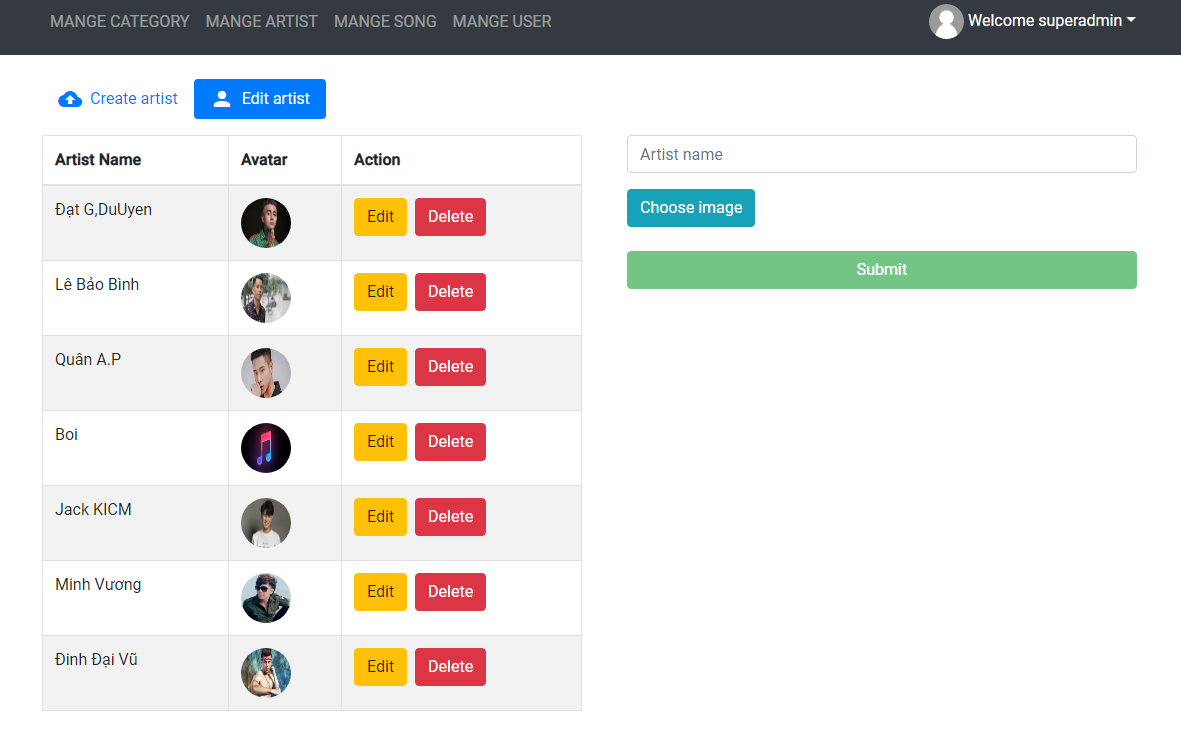 MANGE CATEGORY MANGE ARTIST MANGE SONG MANGE USER Welcome superadmin
Create artist Edit artist
Artist Name Avatar Action
Đạt G,DuUyen Edit Delete
Lê Bảo Bình Edit Delete
Quân A.P Edit Delete
Boi Edit Delete
Jack KICM Edit Delete
Minh Vương Edit Delete
Đinh Đại Vũ Edit Delete
Artist name
Choose image
Submit